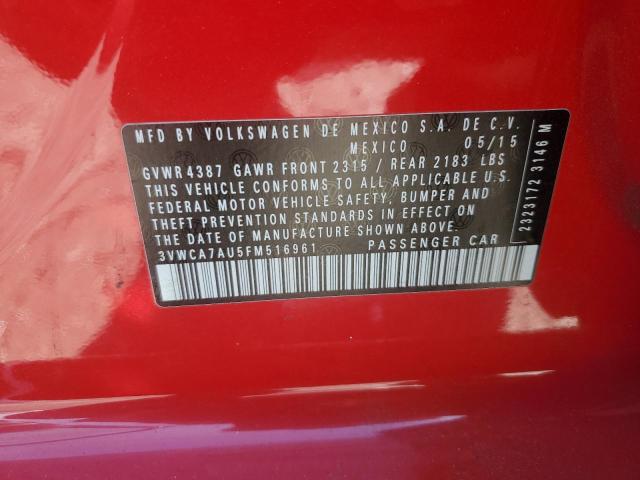 MFD BY VOLKSWAGEN DE MEXICO S.A. DE C.V.
MEXICO 05/15
GVWR 4387 GAWR FRONT 2315 / REAR 2183 LBS
THIS VEHICLE CONFORMS TO ALL APPLICABLE U.S.
FEDERAL MOTOR VEHICLE SAFETY, BUMPER AND
THEFT PREVENTION STANDARDS IN EFFECT ON
THE DATE OF MANUFACTURE SHOWN ABOVE
3VWCA7AU5FM516961 PASSENGER CAR
2323172 3146 M